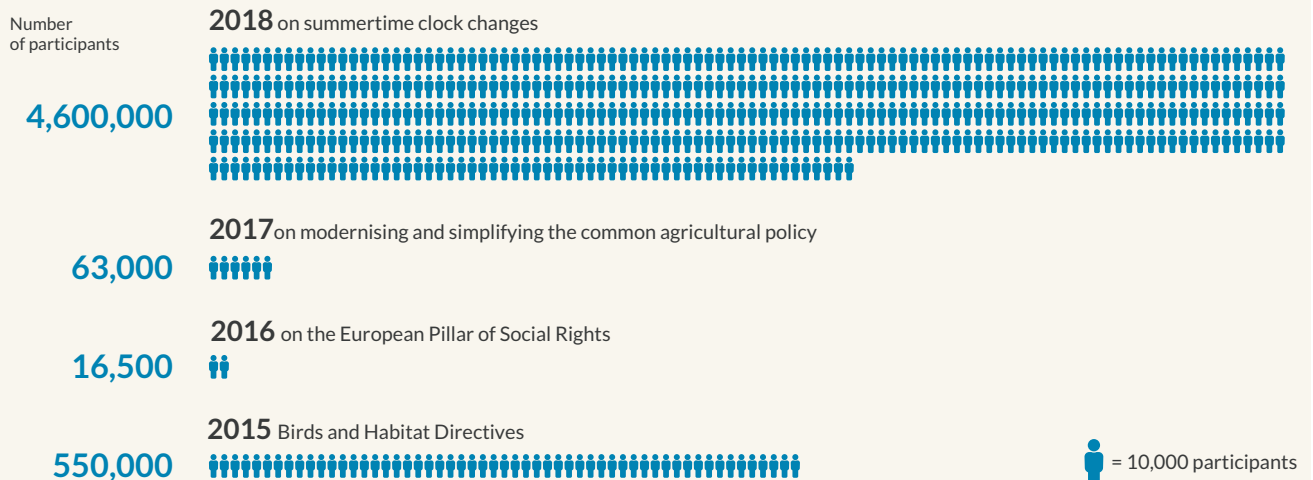 Number
of participants
2018 on summertime clock changes
4,600,000
2017on modernising and simplifying the common agricultural policy
63,000
2016 on the European Pillar of Social Rights
16,500
2015 Birds and Habitat Directives
550,000
= 10,000 participants